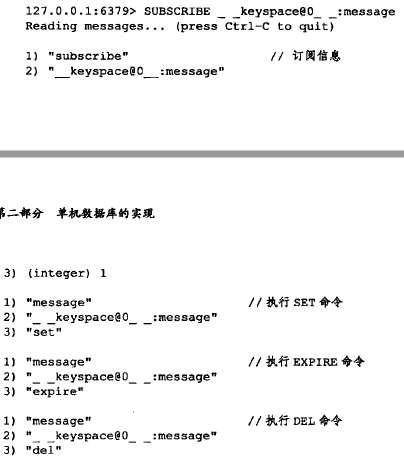 127.0.0.1:6379> SUBSCRIBE _ _keyspace@0_ _:message
Reading messages... (press Ctrl-C to quit)
1) "subscribe" // 订阅信息
2) "__keyspace@0__:message"
第二部分 单机数据库的实现
3) (integer) 1
1) "message" // 执行 SET 命令
2) "_ _keyspace@0_ _:message"
3) "set"
1) "message" // 执行 EXPIRE 命令
2) "_ _keyspace@0_ _:message"
3) "expire"
1) "message" // 执行 DEL 命令
2) "_ _keyspace@0_ _:message"
3) "del"